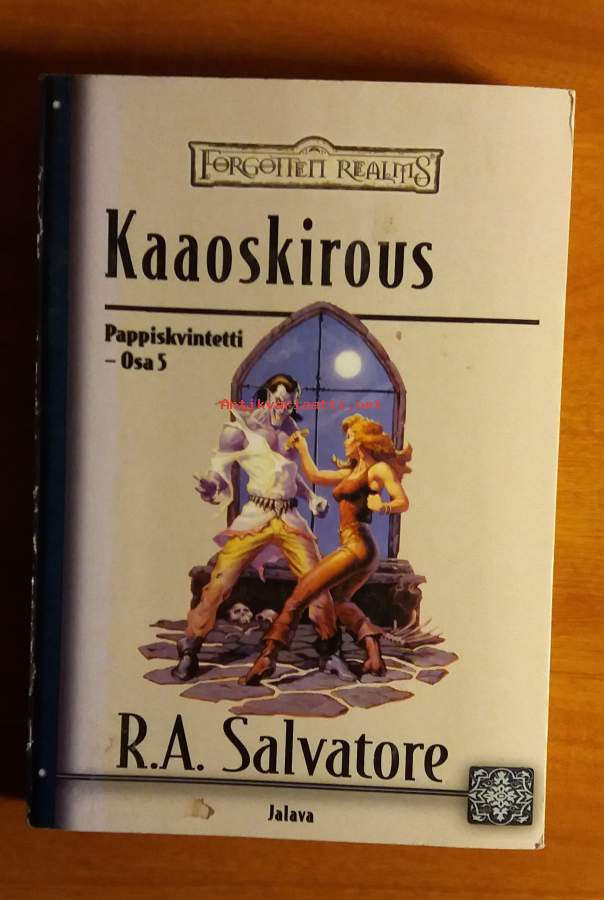 FORGOTTEN REALMS
Kaaoskirous
Pappiskvintetti
– Osa 5
Antikvariaatti.net
R.A. Salvatore
Jalava